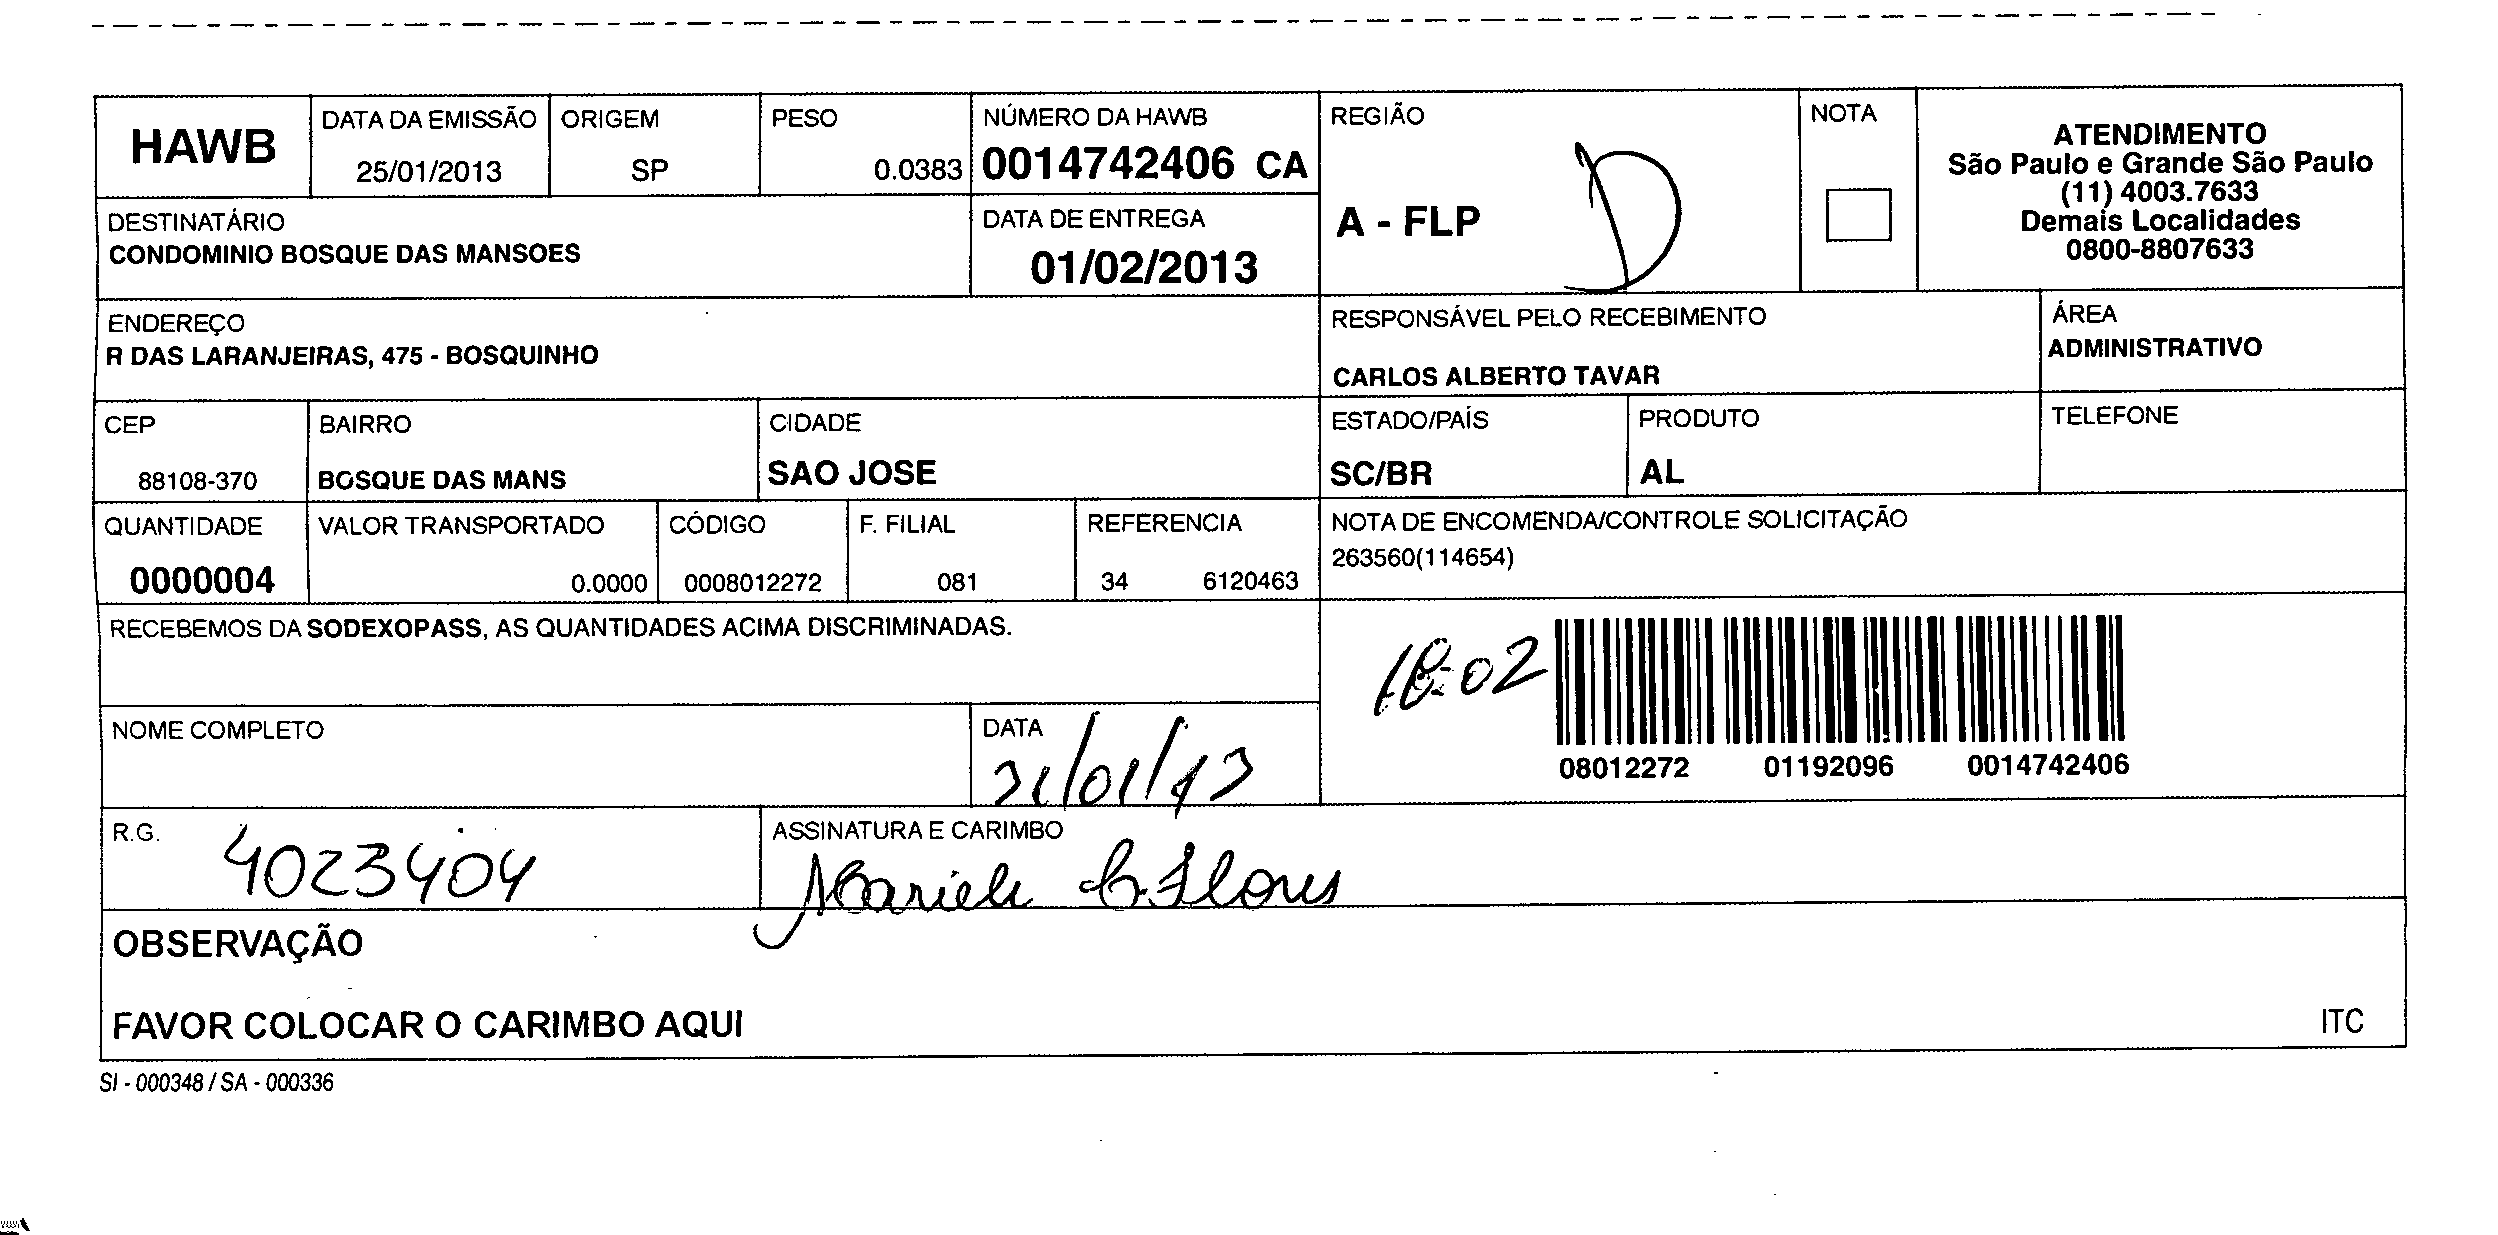 HAWB
DATA DA EMISSÃO
25/01/2013
ORIGEM
SP
PESO
0.0383
NÚMERO DA HAWB
0014742406 CA
REGIÃO
A - FLP
NOTA
ATENDIMENTO
São Paulo e Grande São Paulo
(11) 4003.7633
Demais Localidades
0800-8807633
DESTINATÁRIO
CONDOMINIO BOSQUE DAS MANSOES
DATA DE ENTREGA
01/02/2013
ENDEREÇO
R DAS LARANJEIRAS, 475 - BOSQUINHO
RESPONSÁVEL PELO RECEBIMENTO
CARLOS ALBERTO TAVAR
ÁREA
ADMINISTRATIVO
CEP
88108-370
BAIRRO
BOSQUE DAS MANS
CIDADE
SAO JOSE
ESTADO/PAÍS
SC/BR
PRODUTO
AL
TELEFONE
QUANTIDADE
0000004
VALOR TRANSPORTADO
0.0000
CÓDIGO
0008012272
F. FILIAL
081
REFERENCIA
34 6120463
NOTA DE ENCOMENDA/CONTROLE SOLICITAÇÃO
263560(114654)
RECEBEMOS DA SODEXOPASS, AS QUANTIDADES ACIMA DISCRIMINADAS.
08012272 01192096 0014742406
NOME COMPLETO
DATA
31/01/13
R.G.
4023404
ASSINATURA E CARIMBO
OBSERVAÇÃO
FAVOR COLOCAR O CARIMBO AQUI
ITC
SI - 000348 / SA - 000336